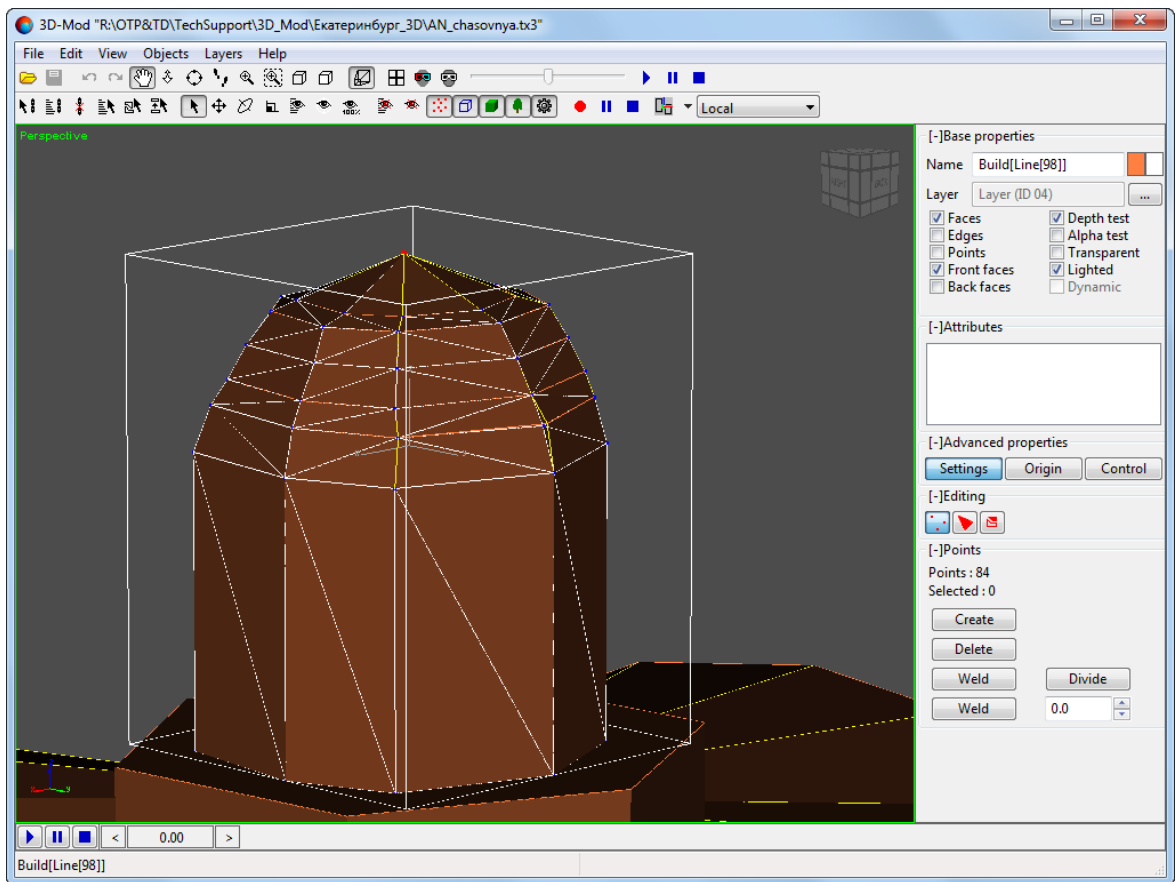 3D-Mod "R:\OTP&TD\TechSupport\3D_Mod\Екатеринбург_3D\AN_chasovnya.tx3"
File Edit View Objects Layers Help
100%
Local
Perspective
RIGHT BACK
[-]Base properties
Name Build[Line[98]]
Layer Layer (ID 04) ...
Faces Depth test
Edges Alpha test
Points Transparent
Front faces Lighted
Back faces Dynamic
[-]Attributes
[-]Advanced properties
Settings Origin Control
[-]Editing
[-]Points
Points : 84
Selected : 0
Create
Delete
Weld Divide
Weld 0.0
x y
< 0.00 >
Build[Line[98]]